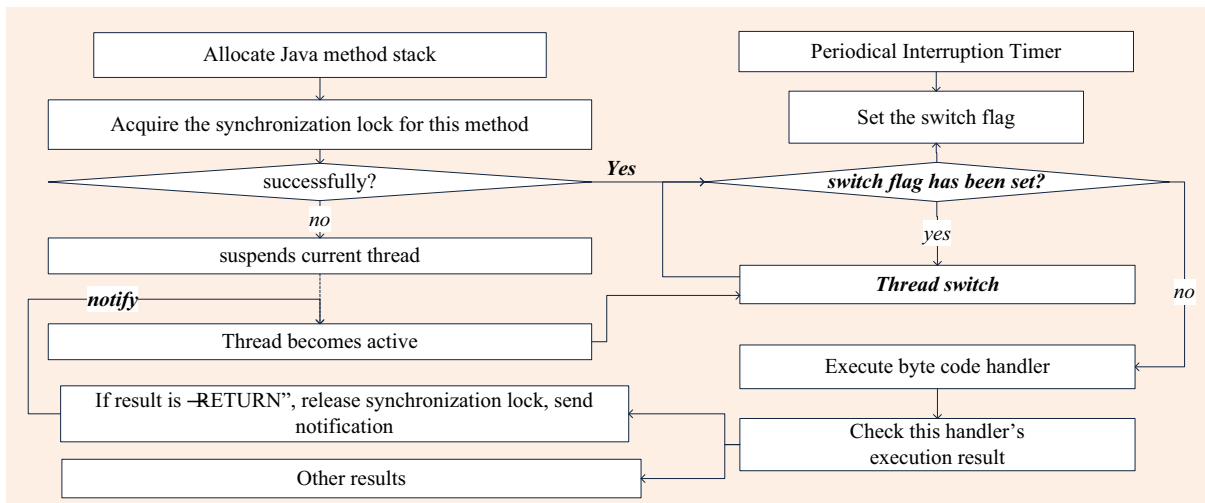 Allocate Java method stack
Acquire the synchronization lock for this method
successfully?
Yes
no
suspends current thread
notify
Thread becomes active
If result is ―RETURN”, release synchronization lock, send
notification
Other results
Periodical Interruption Timer
Set the switch flag
switch flag has been set?
yes
no
Thread switch
Execute byte code handler
Check this handler’s
execution result